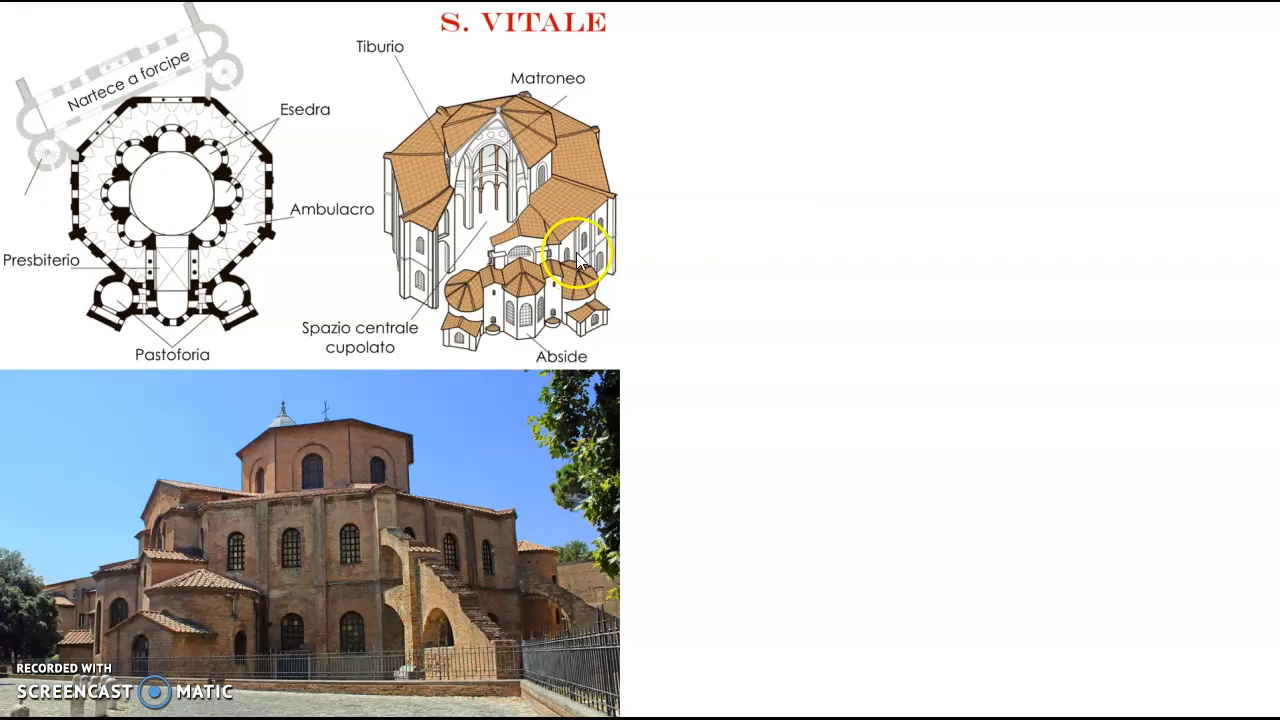 S. VITALE
Nartece a forcipe
Esedra
Ambulacro
Presbiterio
Pastoforia
Tiburio
Matroneo
Spazio centrale
cupolato
Abside
RECORDED WITH
SCREENCAST MATIC